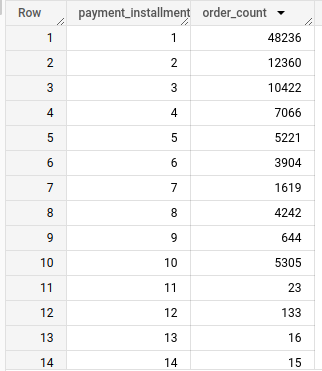 Row payment_installment order_count
1 1 48236
2 2 12360
3 3 10422
4 4 7066
5 5 5221
6 6 3904
7 7 1619
8 8 4242
9 9 644
10 10 5305
11 11 23
12 12 133
13 13 16
14 14 15